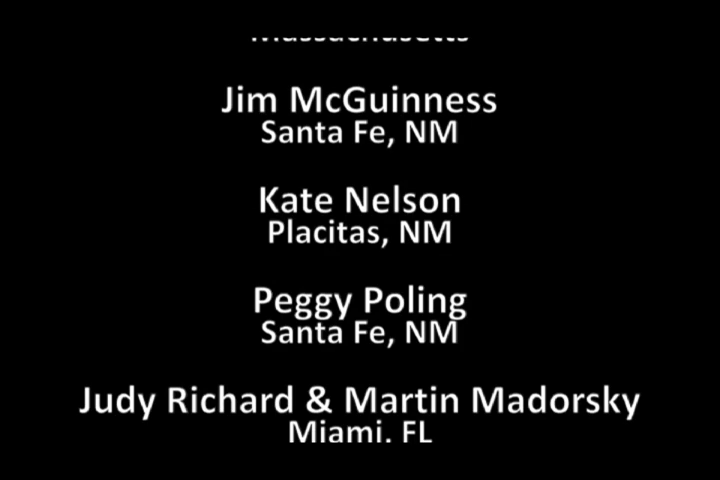 Massachusetts
Jim McGuinness
Santa Fe, NM
Kate Nelson
Placitas, NM
Peggy Poling
Santa Fe, NM
Judy Richard & Martin Madorsky
Miami, FL